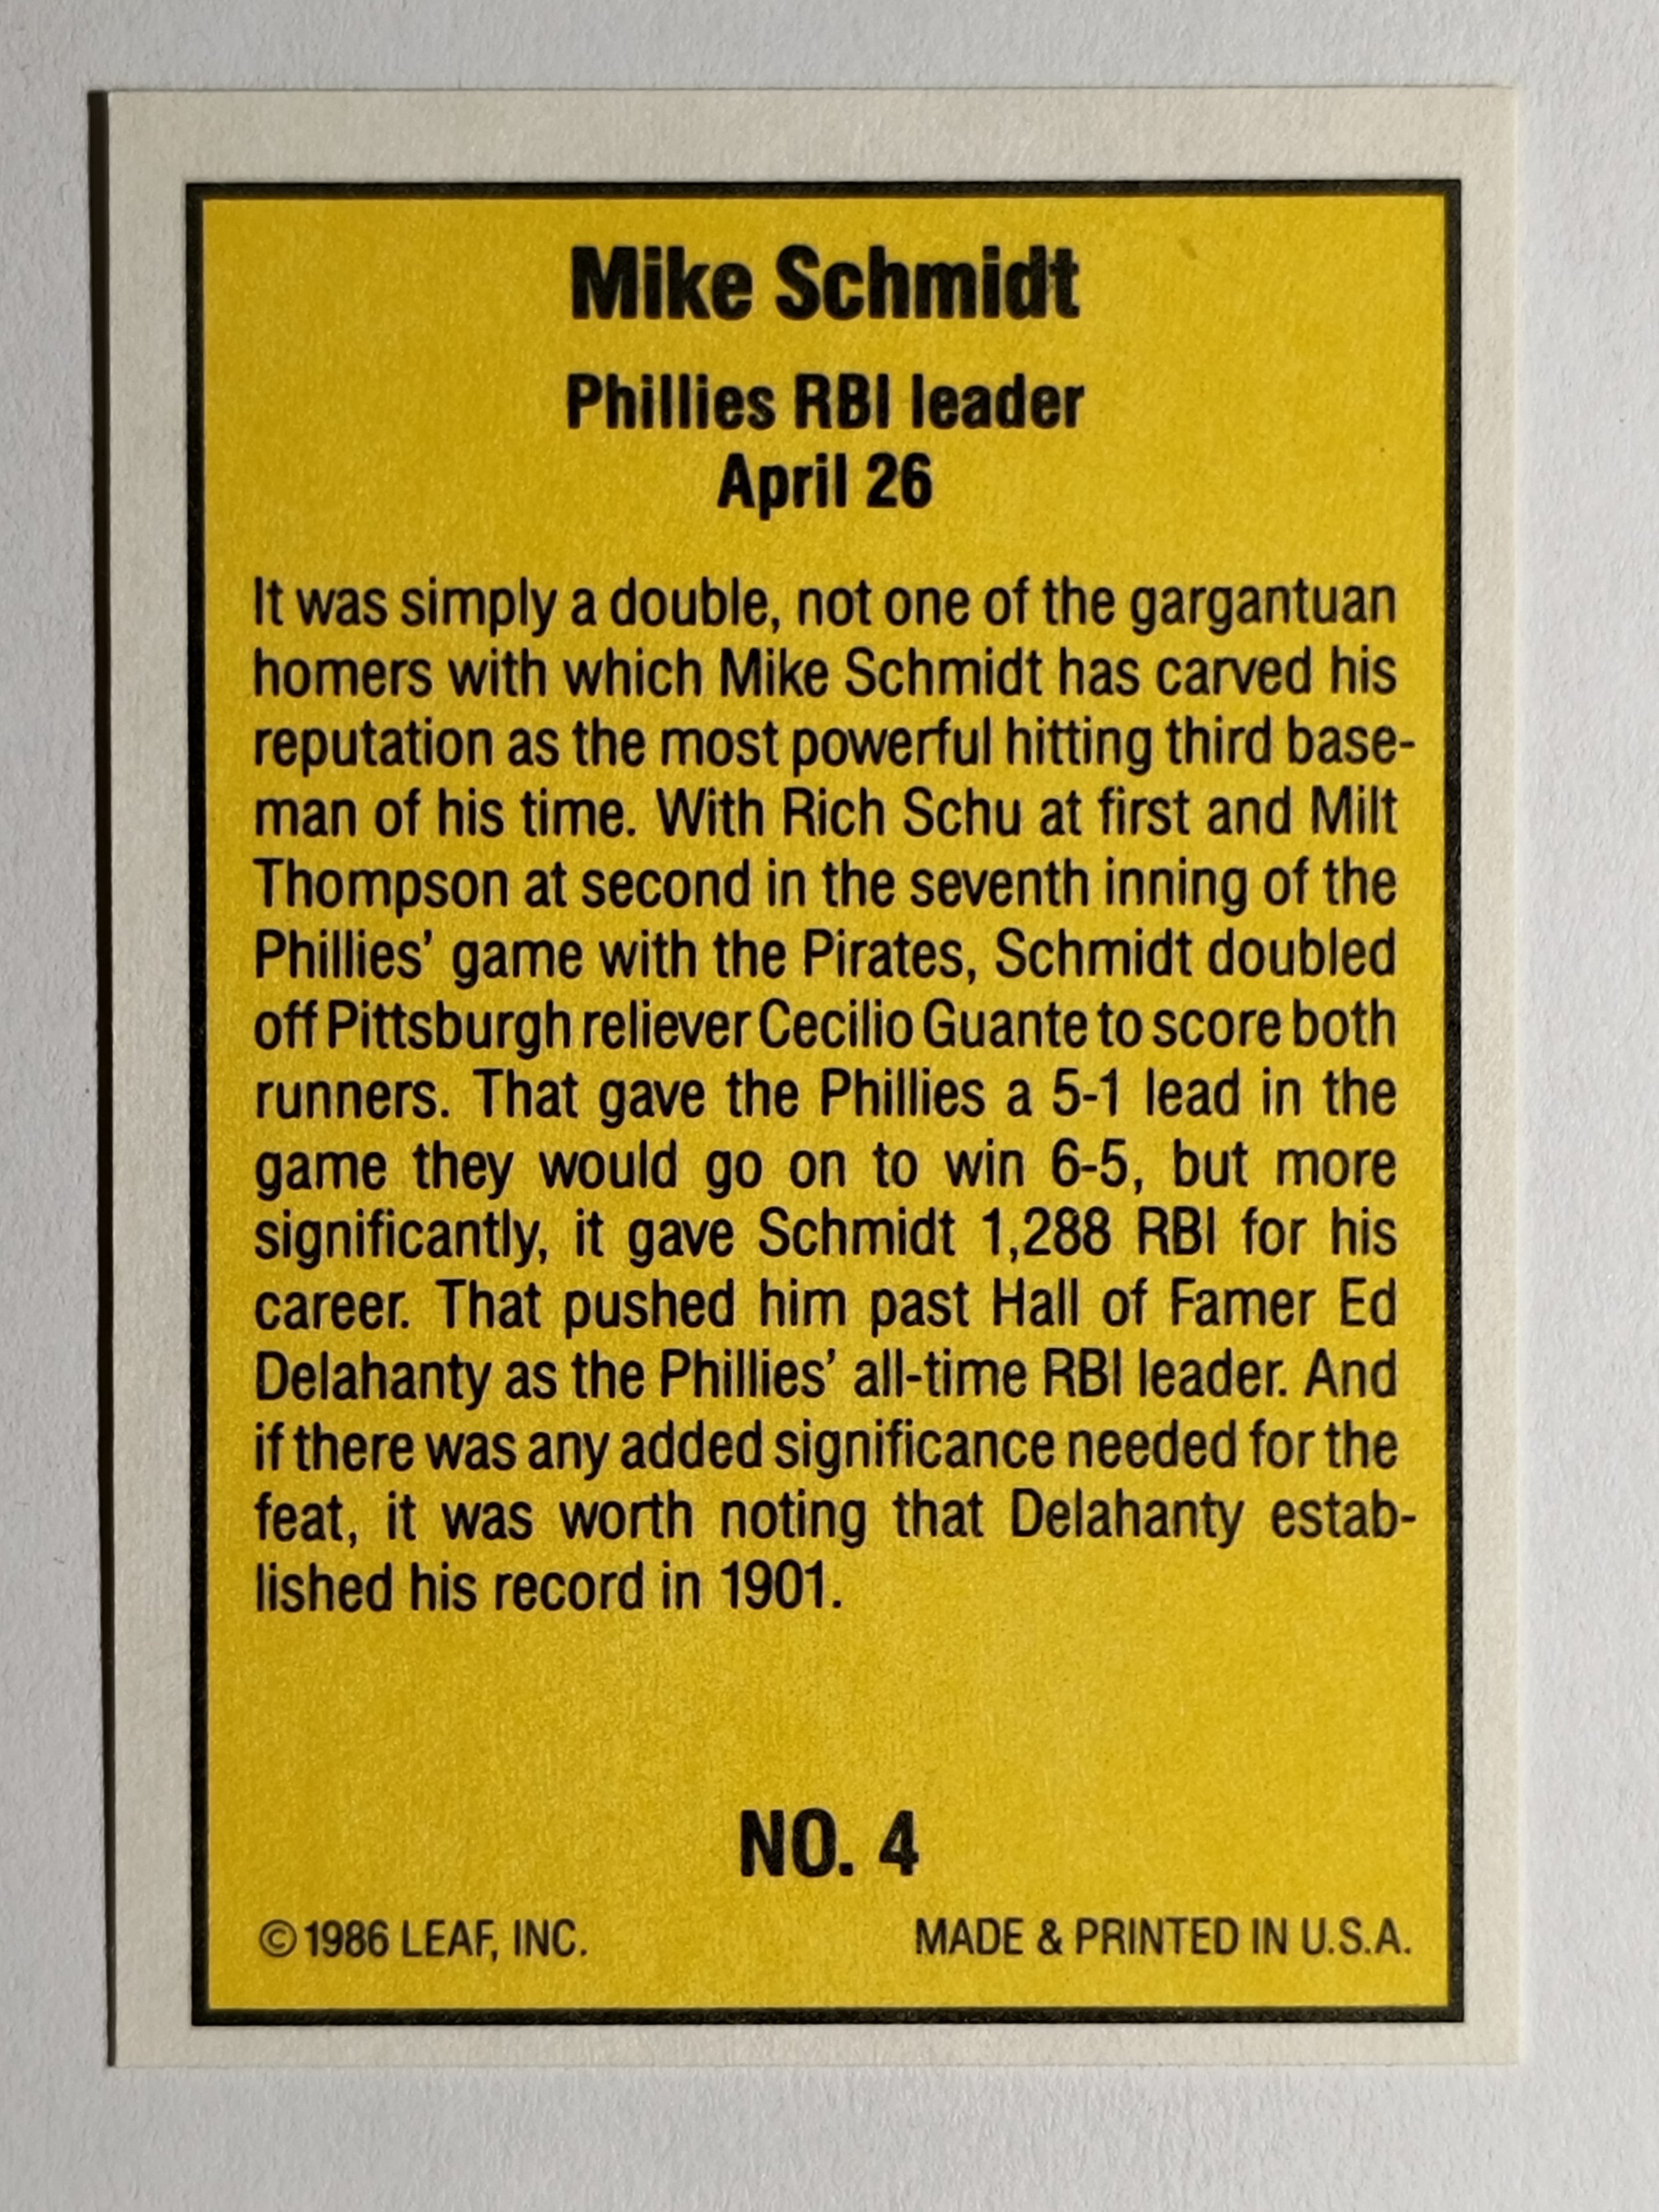 Mike Schmidt
Phillies RBI leader
April 26
It was simply a double, not one of the gargantuan
homers with which Mike Schmidt has carved his
reputation as the most powerful hitting third base-
man of his time. With Rich Schu at first and Milt
Thompson at second in the seventh inning of the
Phillies’ game with the Pirates, Schmidt doubled
off Pittsburgh reliever Cecilio Guante to score both
runners. That gave the Phillies a 5-1 lead in the
game they would go on to win 6-5, but more
significantly, it gave Schmidt 1,288 RBI for his
career. That pushed him past Hall of Famer Ed
Delahanty as the Phillies’ all-time RBI leader. And
if there was any added significance needed for the
feat, it was worth noting that Delahanty estab-
lished his record in 1901.
NO. 4
©1986 LEAF, INC. MADE & PRINTED IN U.S.A.